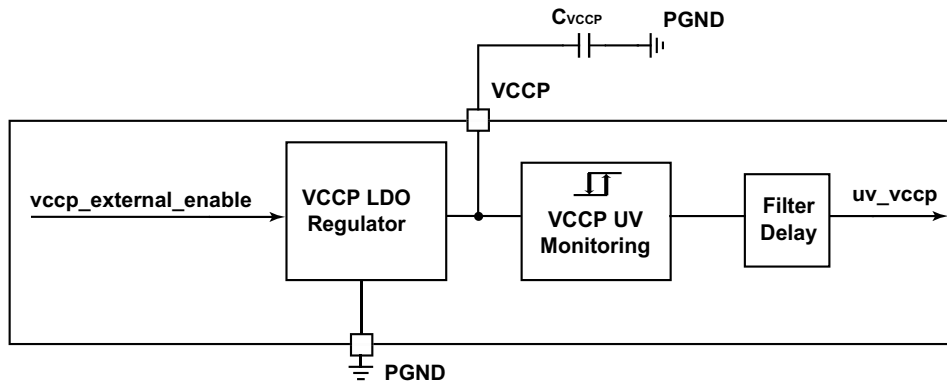 CVCCP
PGND
VCCP
vccp_external_enable
VCCP LDO
Regulator
VCCP UV
Monitoring
Filter
Delay
uv_vccp
PGND